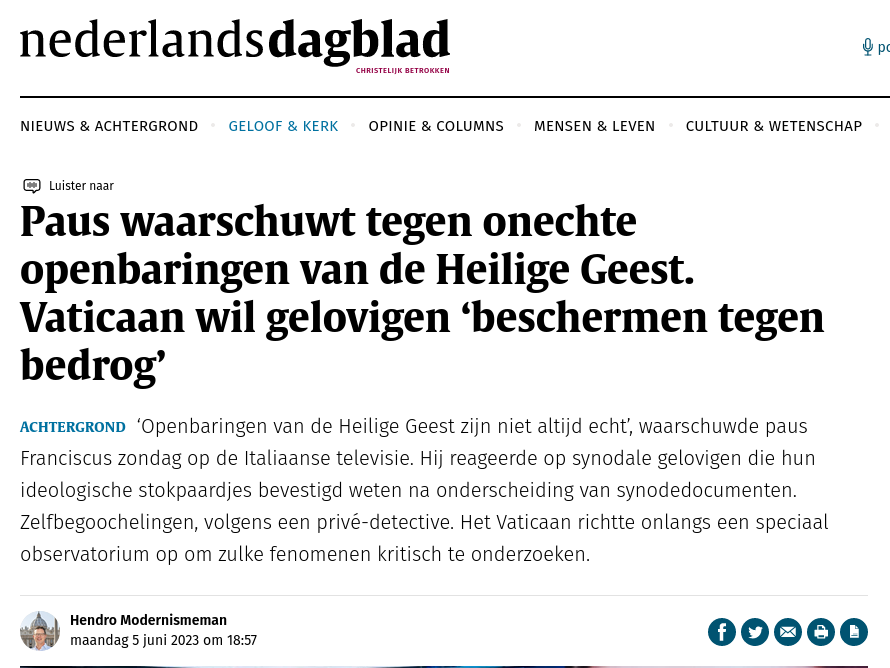 nederlandsdagblad
CHRISTELIJK BETROKKEN
NIEUWS & ACHTERGROND • GELOOF & KERK • OPINIE & COLUMNS • MENSEN & LEVEN • CULTUUR & WETENSCHAP •
Luister naar
Paus waarschuwt tegen onechte
openbaringen van de Heilige Geest.
Vaticaan wil gelovigen ‘beschermen tegen
bedrog’
ACHTERGROND ‘Openbaringen van de Heilige Geest zijn niet altijd echt’, waarschuwde paus
Franciscus zondag op de Italiaanse televisie. Hij reageerde op synodale gelovigen die hun
ideologische stokpaardjes bevestigd weten na onderscheiding van synodedocumenten.
Zelfbegoochelingen, volgens een privé-detective. Het Vaticaan richtte onlangs een speciaal
observatorium op om zulke fenomenen kritisch te onderzoeken.
Hendro Modernismeman
maandag 5 juni 2023 om 18:57